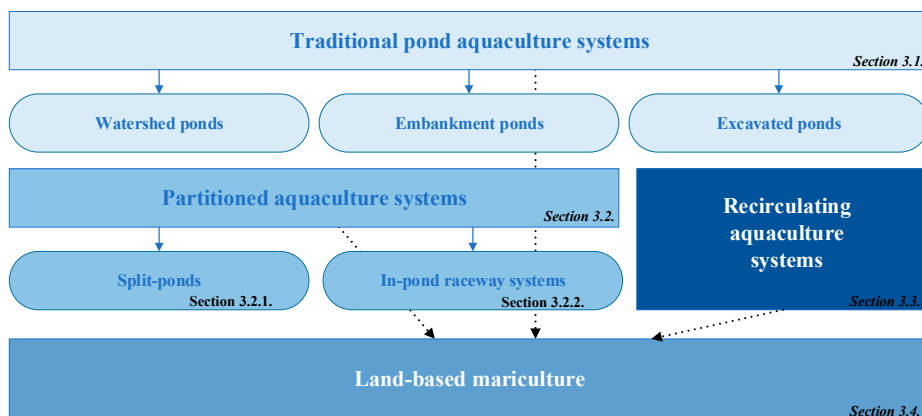 Traditional pond aquaculture systems
Section 3.1.
Watershed ponds
Embankment ponds
Excavated ponds
Partitioned aquaculture systems
Section 3.2.
Recirculating
aquaculture
systems
Section 3.3.
Split-ponds
Section 3.2.1.
In-pond raceway systems
Section 3.2.2.
Land-based mariculture
Section 3.4.